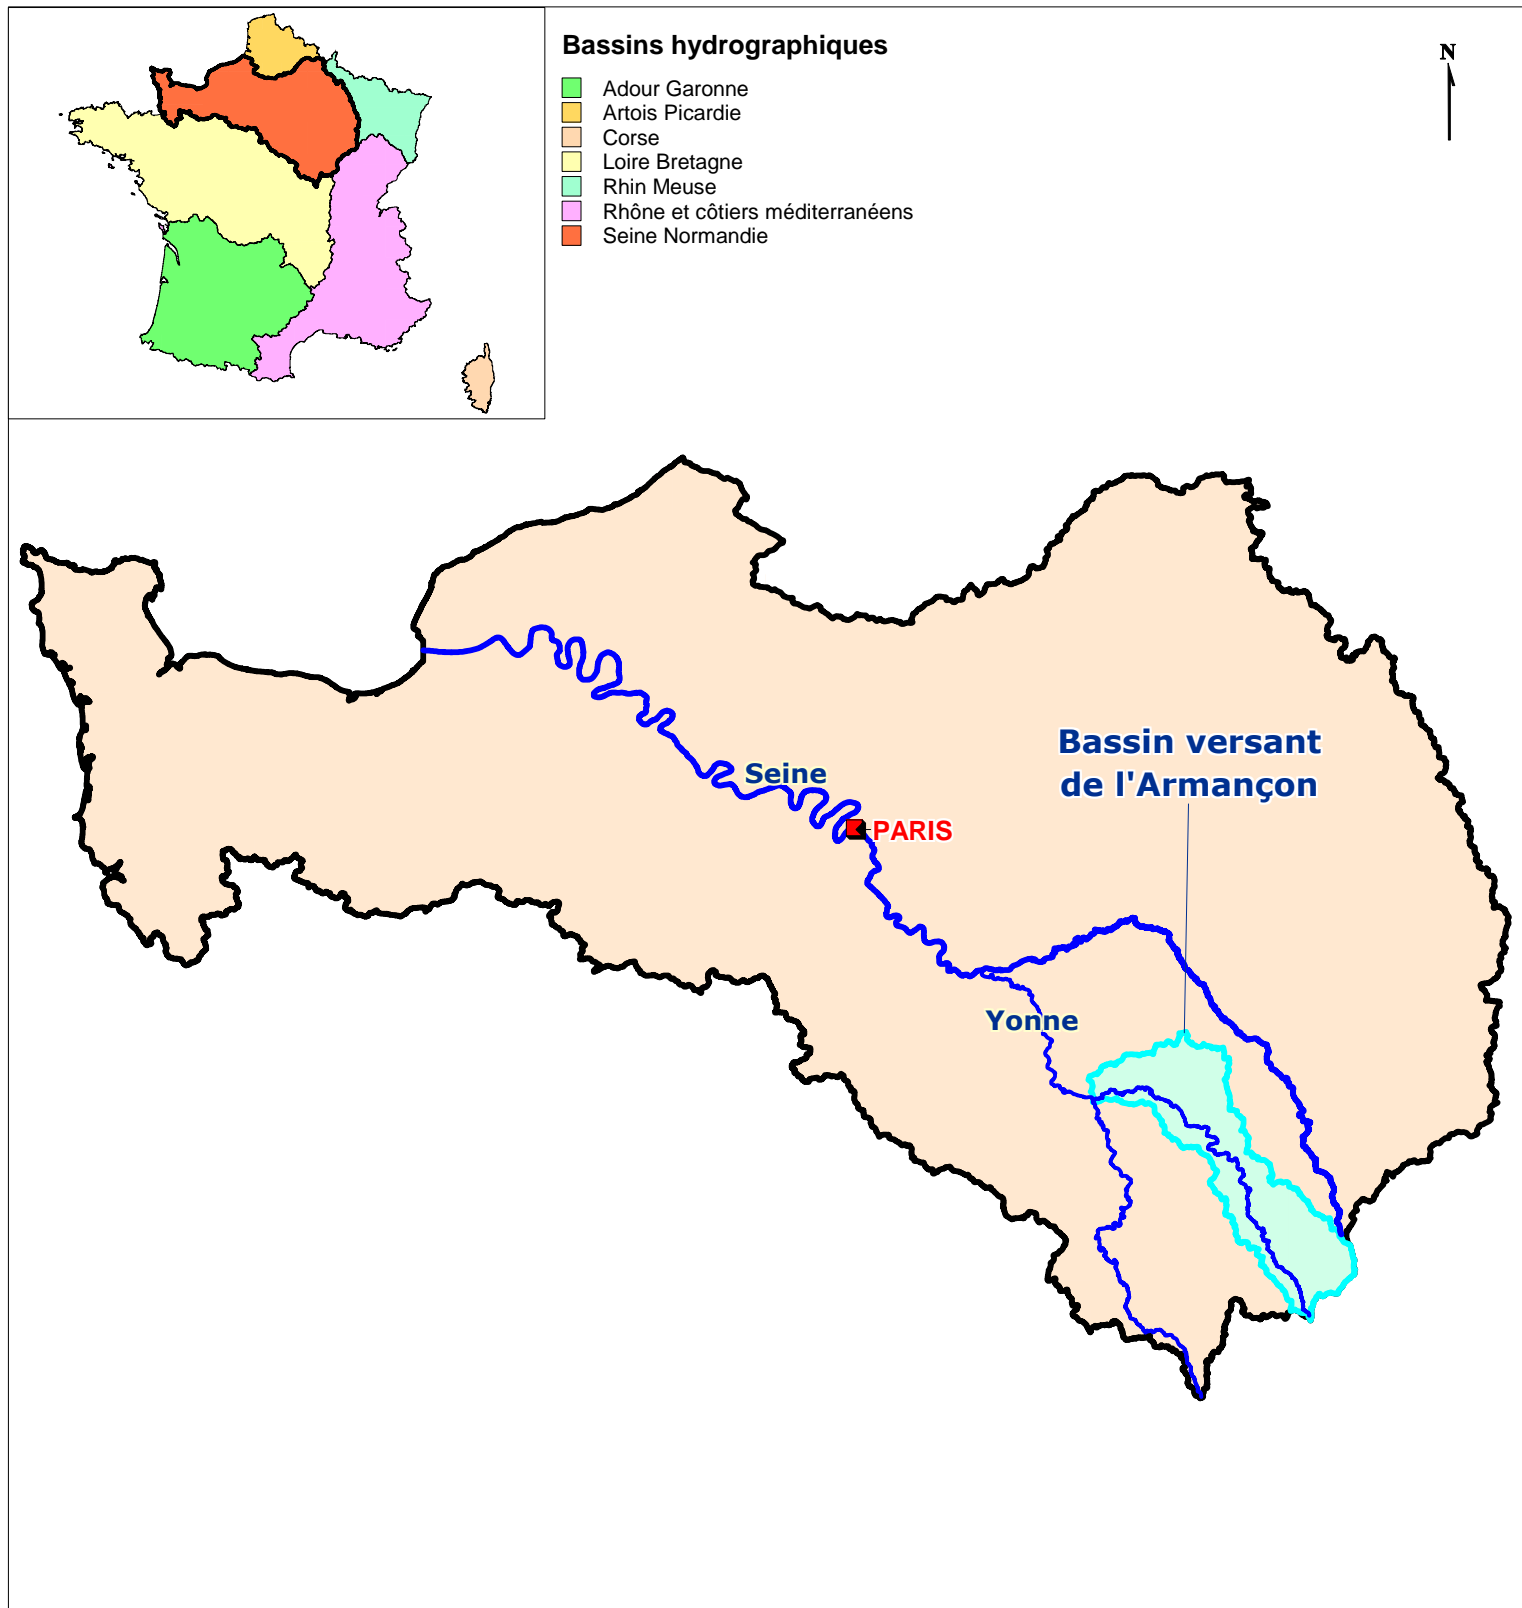 Bassins hydrographiques
Adour Garonne
Artois Picardie
Corse
Loire Bretagne
Rhin Meuse
Rhône et côtiers méditerranéens
Seine Normandie
N
Bassin versant
de l'Armançon
Seine
PARIS
Yonne